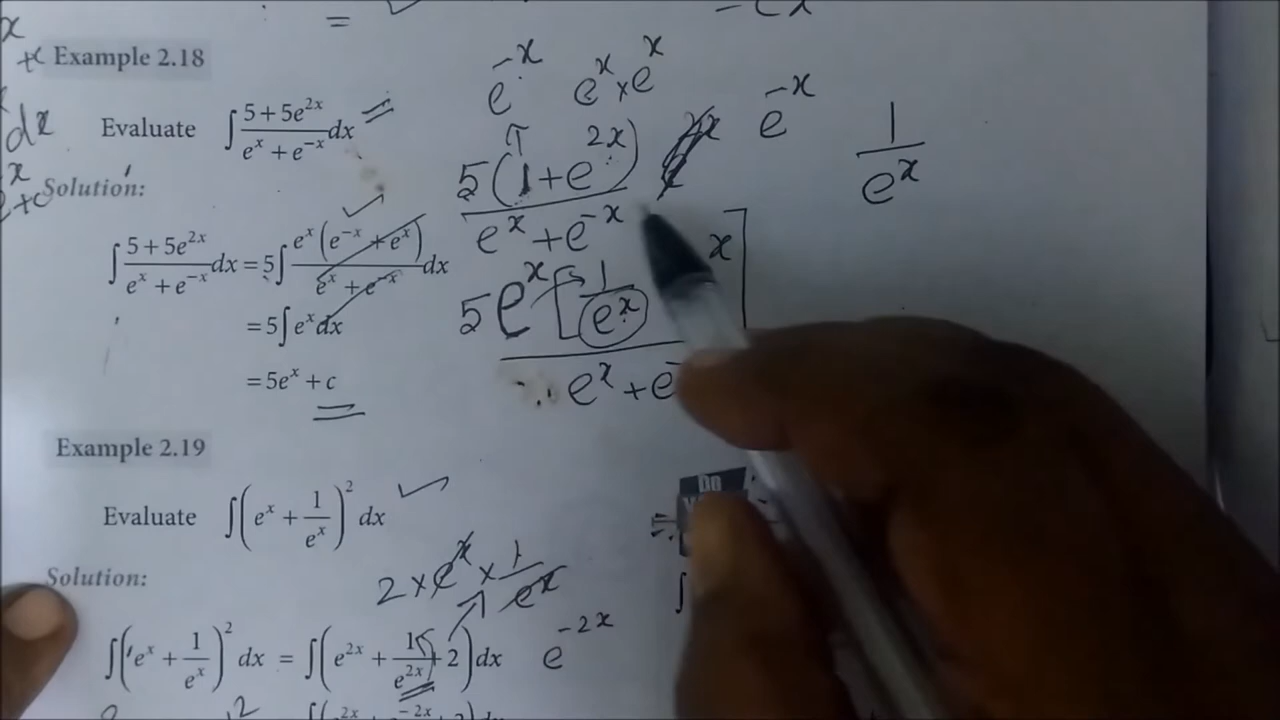 Example 2.18
e^{-x} e^x × e^x
Evaluate ∫ (5 + 5e^{2x})/(e^x + e^{-x}) dx
5(1 + e^{2x})/(e^x + e^{-x})
e^{-x} 1/e^x
Solution:
∫ (5 + 5e^{2x})/(e^x + e^{-x}) dx = 5∫ e^x(e^{-x} + e^x)/(e^x + e^{-x}) dx
5e^x [1/e^x x]
e^x + e
= 5∫ e^x dx
= 5e^x + c
Example 2.19
Do
Evaluate ∫ (e^x + 1/e^x)^2 dx
Solution:
2 × e^x × 1/e^x
∫ (e^x + 1/e^x)^2 dx = ∫ (e^{2x} + 1/e^{2x} + 2) dx
e^{-2x}